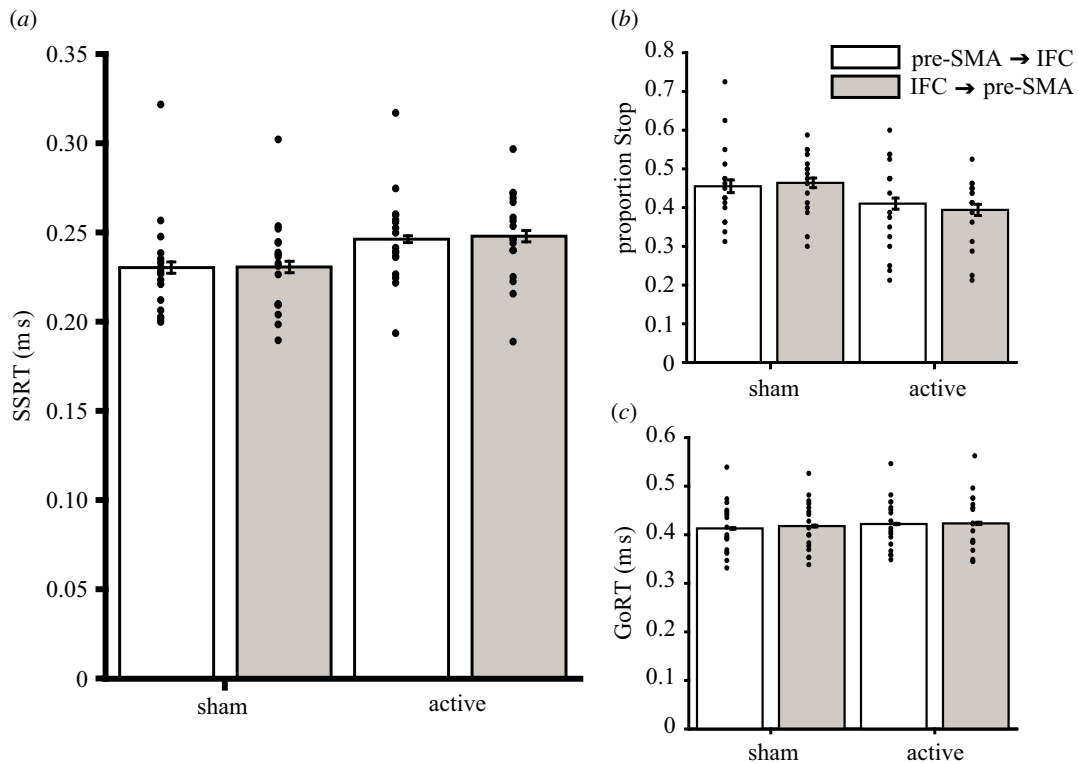 (a)
0.35
0.30
0.25
0.20
0.15
0.10
0.05
0
SSRT (ms)
sham
active
(b)
0.8
0.7
0.6
0.5
0.4
0.3
0.2
0.1
0
proportion Stop
pre-SMA → IFC
IFC → pre-SMA
sham
active
(c)
0.6
0.5
0.4
0.3
0.2
0.1
0
GoRT (ms)
sham
active